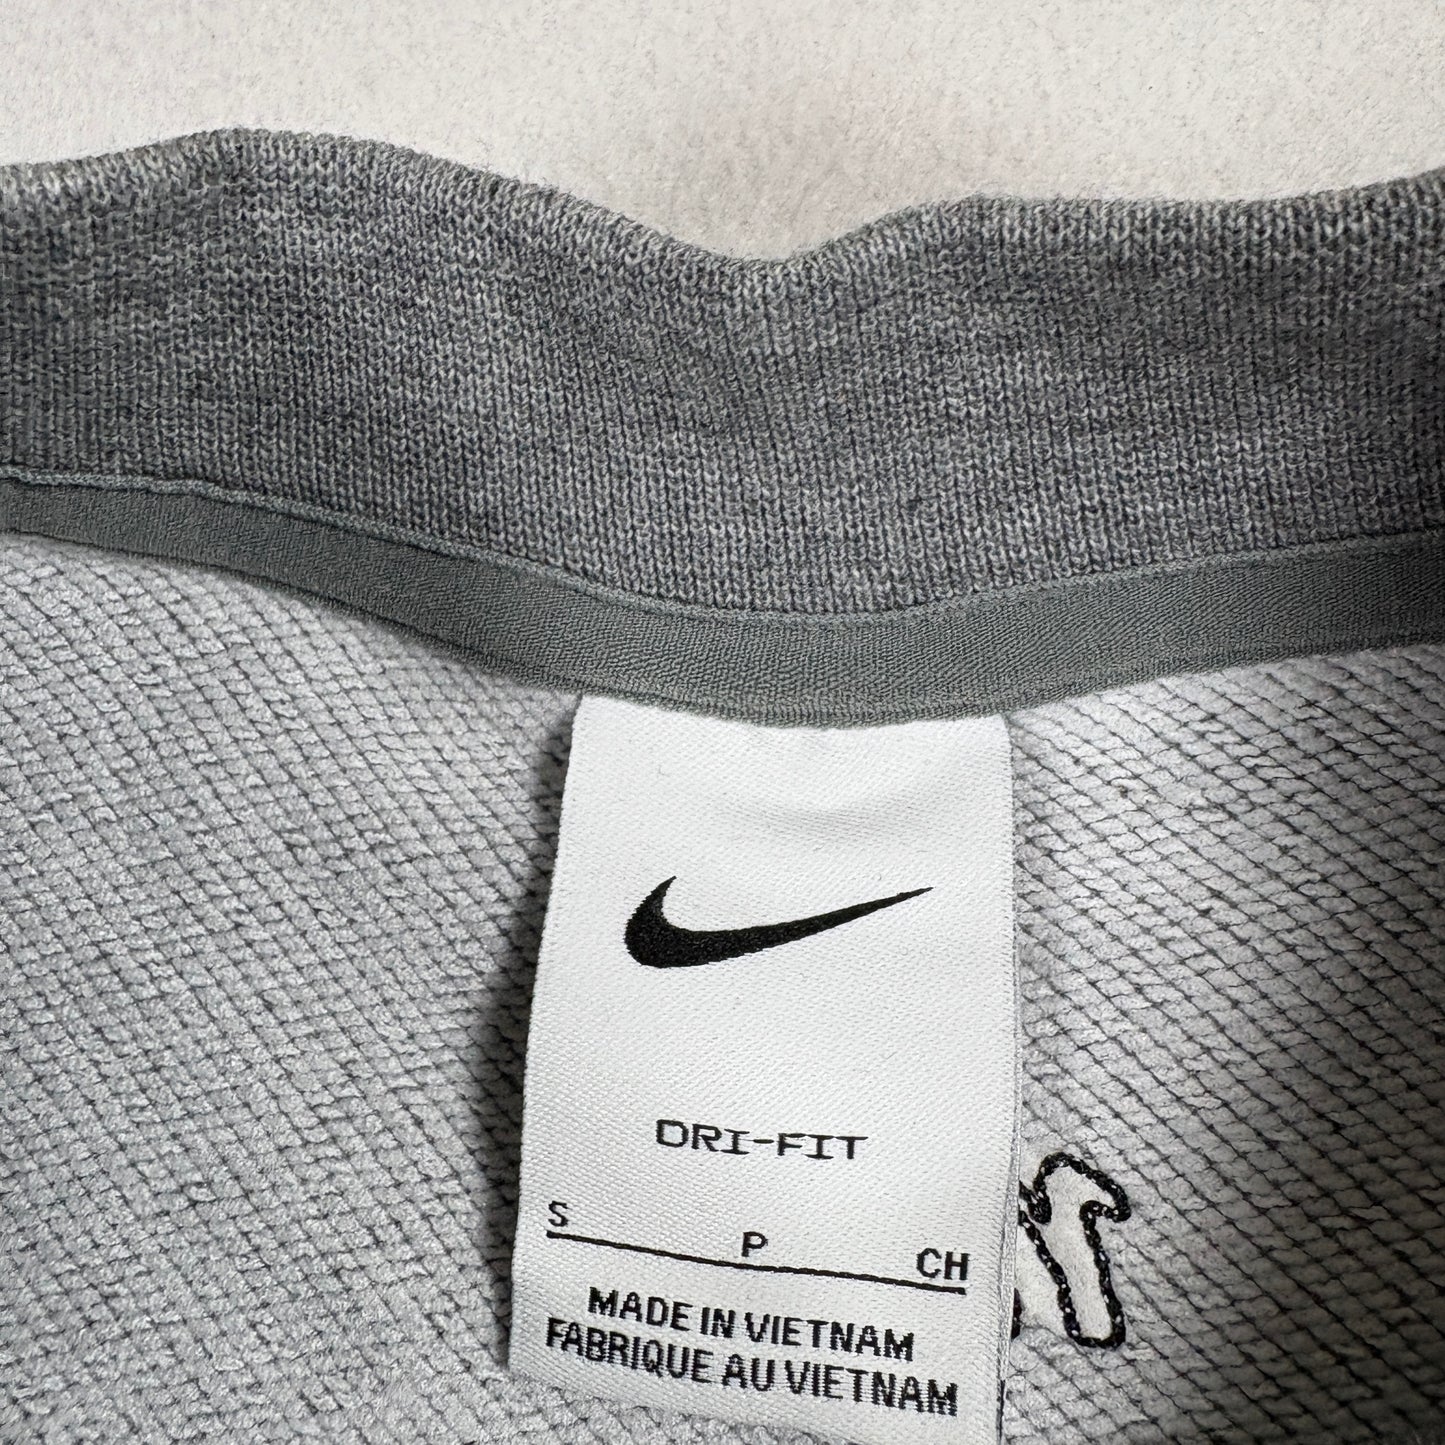 DRI-FIT
S P CH
MADE IN VIETNAM
FABRIQUE AU VIETNAM